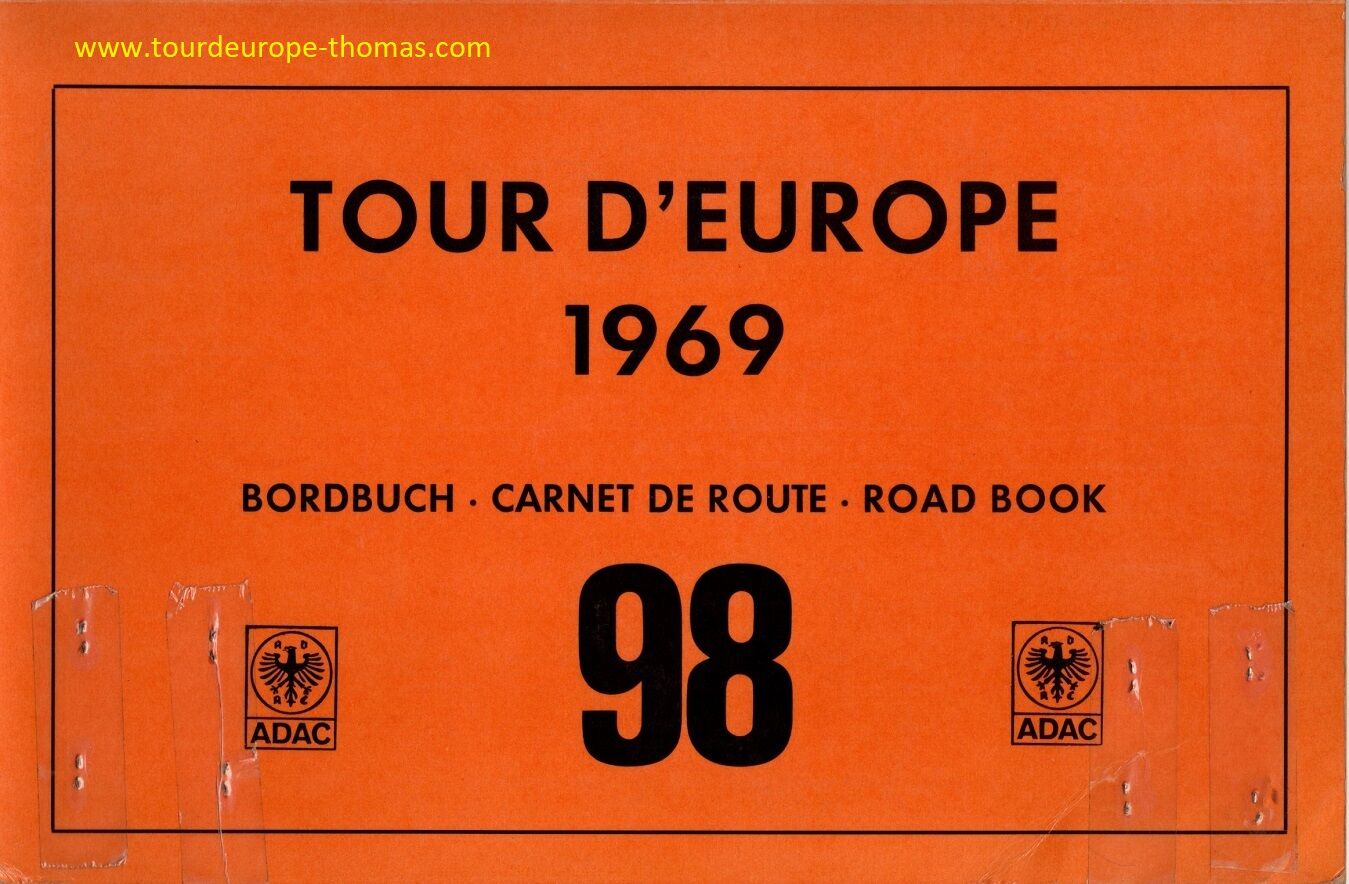 www.tourdeurope-thomas.com
TOUR D’EUROPE
1969
BORDBUCH · CARNET DE ROUTE · ROAD BOOK
98
A D
A C
ADAC
A D
A C
ADAC